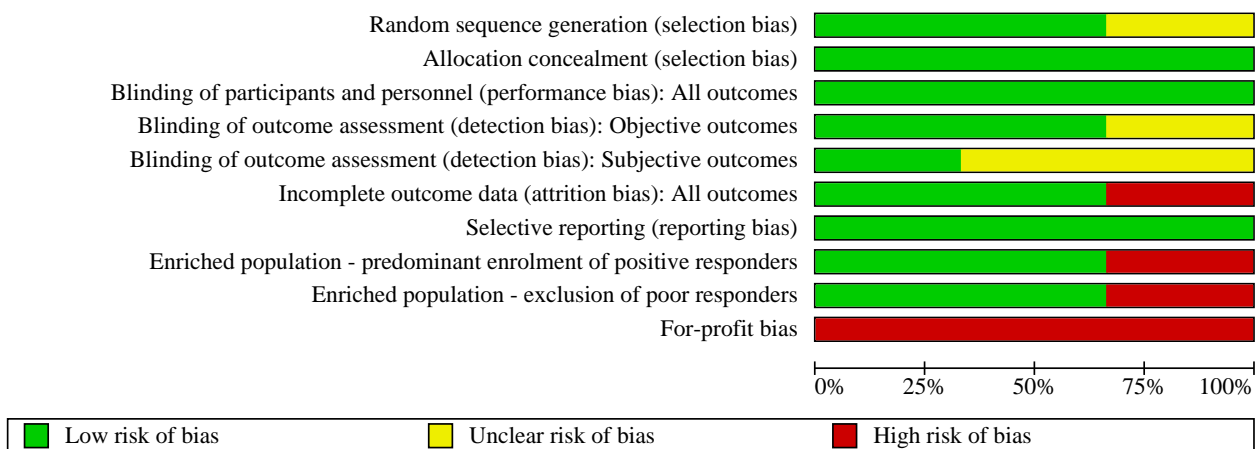 Random sequence generation (selection bias)
Allocation concealment (selection bias)
Blinding of participants and personnel (performance bias): All outcomes
Blinding of outcome assessment (detection bias): Objective outcomes
Blinding of outcome assessment (detection bias): Subjective outcomes
Incomplete outcome data (attrition bias): All outcomes
Selective reporting (reporting bias)
Enriched population - predominant enrolment of positive responders
Enriched population - exclusion of poor responders
For-profit bias
0% 25% 50% 75% 100%
Low risk of bias Unclear risk of bias High risk of bias